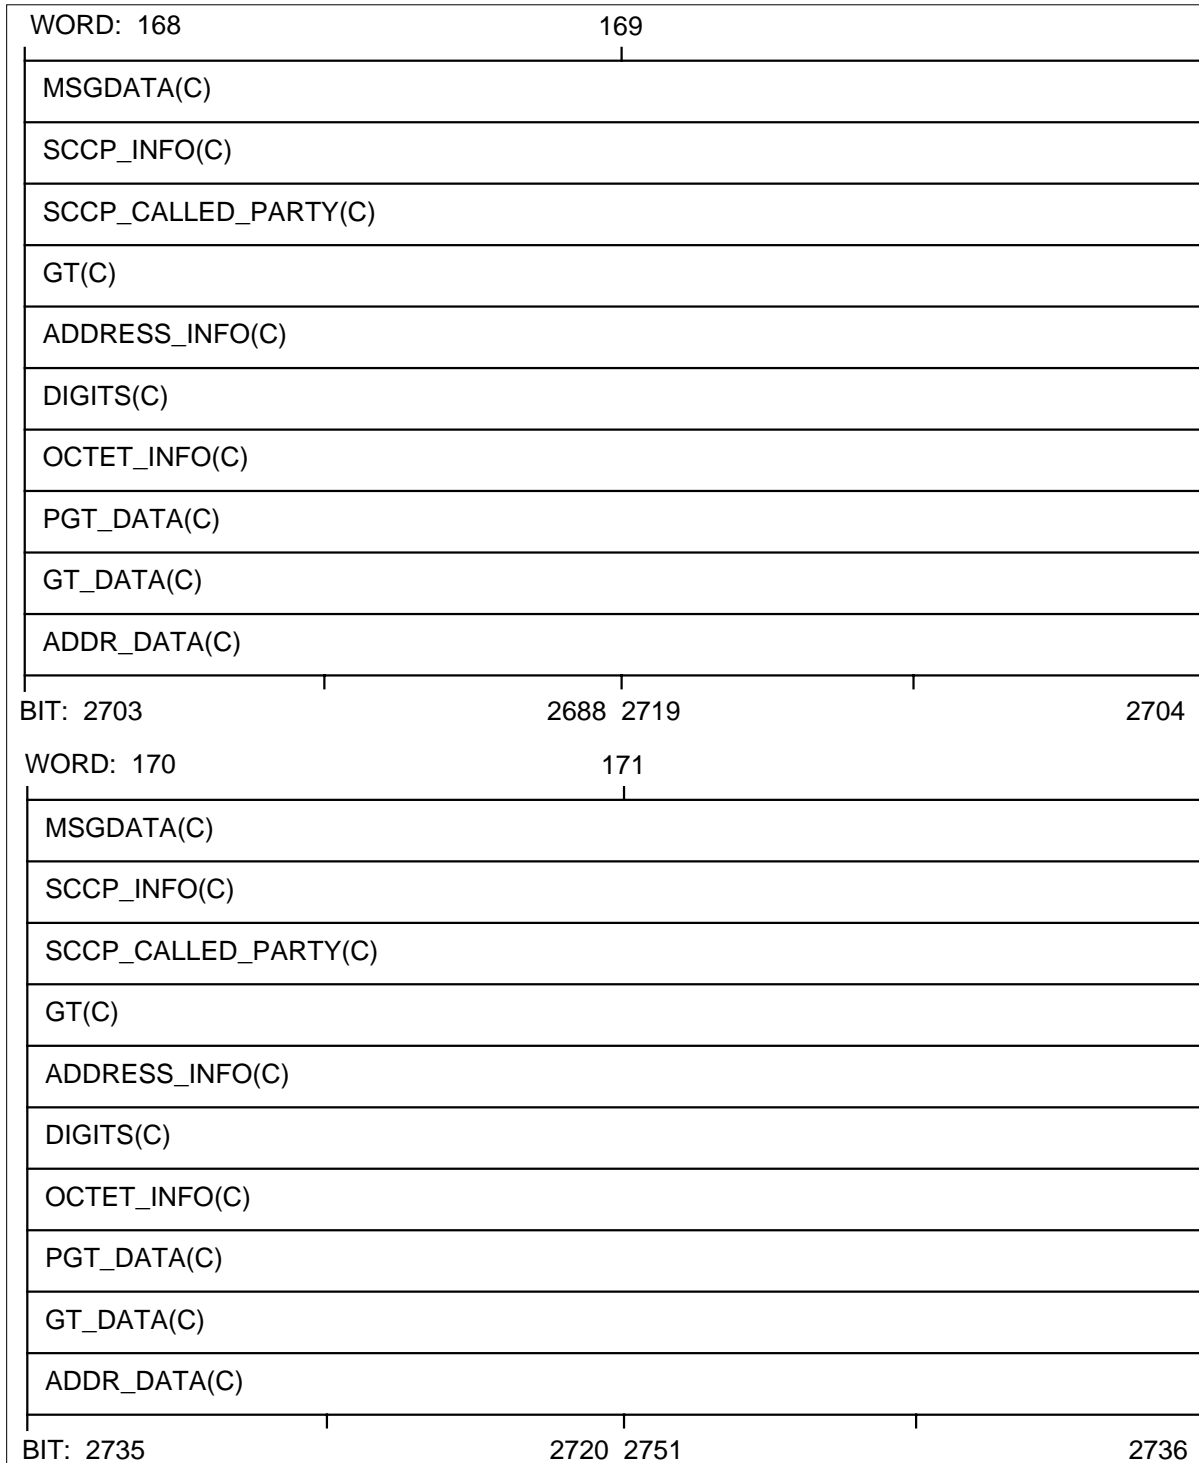 WORD: 168 169
MSGDATA(C)
SCCP_INFO(C)
SCCP_CALLED_PARTY(C)
GT(C)
ADDRESS_INFO(C)
DIGITS(C)
OCTET_INFO(C)
PGT_DATA(C)
GT_DATA(C)
ADDR_DATA(C)
BIT: 2703 2688 2719 2704
WORD: 170 171
MSGDATA(C)
SCCP_INFO(C)
SCCP_CALLED_PARTY(C)
GT(C)
ADDRESS_INFO(C)
DIGITS(C)
OCTET_INFO(C)
PGT_DATA(C)
GT_DATA(C)
ADDR_DATA(C)
BIT: 2735 2720 2751 2736